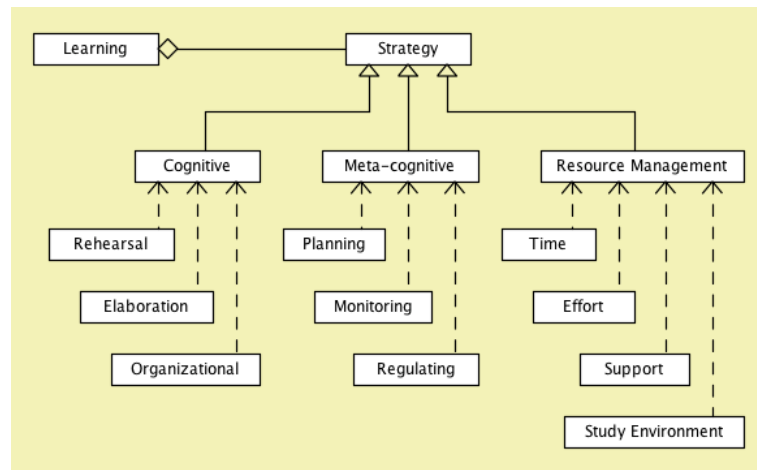 Learning
Strategy
Cognitive
Meta-cognitive
Resource Management
Rehearsal
Planning
Time
Elaboration
Monitoring
Effort
Organizational
Regulating
Support
Study Environment